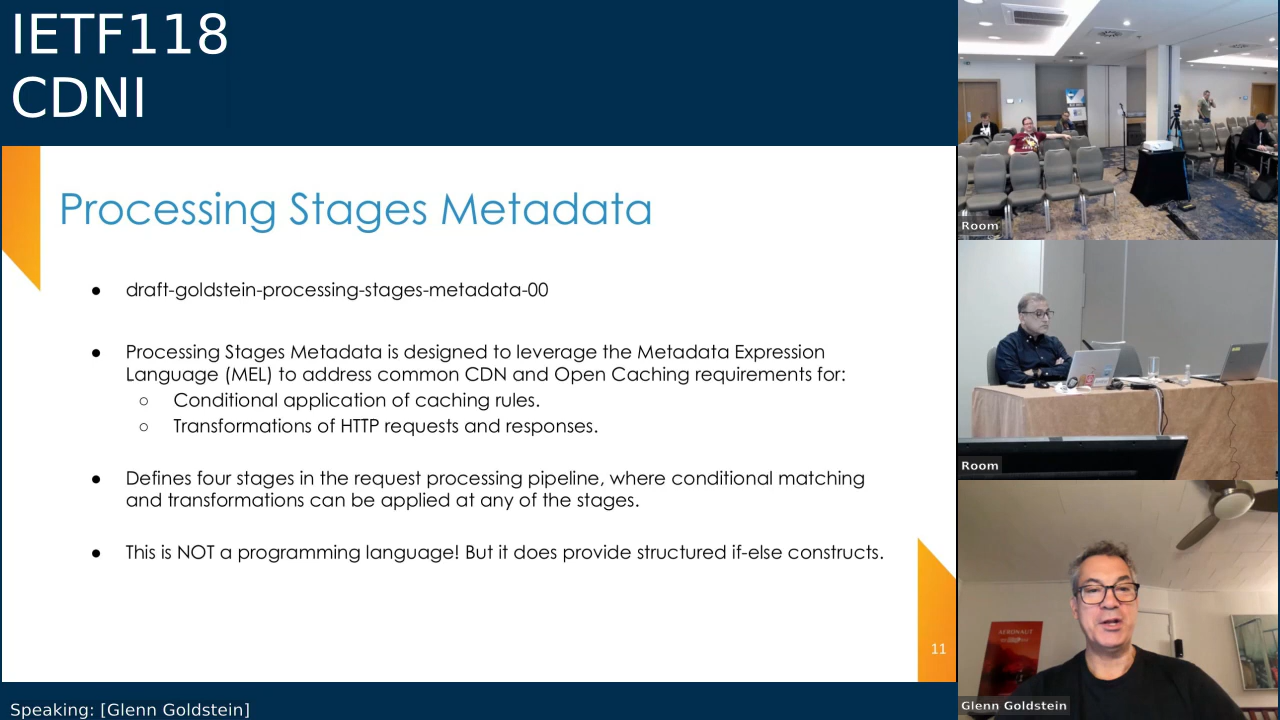 IETF118
CDNI
Processing Stages Metadata
● draft-goldstein-processing-stages-metadata-00
● Processing Stages Metadata is designed to leverage the Metadata Expression
Language (MEL) to address common CDN and Open Caching requirements for:
○ Conditional application of caching rules.
○ Transformations of HTTP requests and responses.
● Defines four stages in the request processing pipeline, where conditional matching
and transformations can be applied at any of the stages.
● This is NOT a programming language! But it does provide structured if-else constructs.
11
Speaking: [Glenn Goldstein]
Room
Room
AERONAUT
Glenn Goldstein